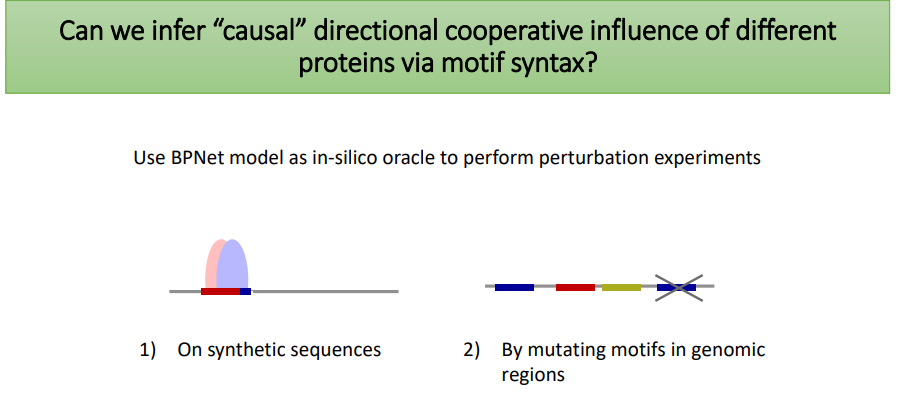 Can we infer “causal” directional cooperative influence of different
proteins via motif syntax?
Use BPNet model as in-silico oracle to perform perturbation experiments
1) On synthetic sequences
2) By mutating motifs in genomic
regions